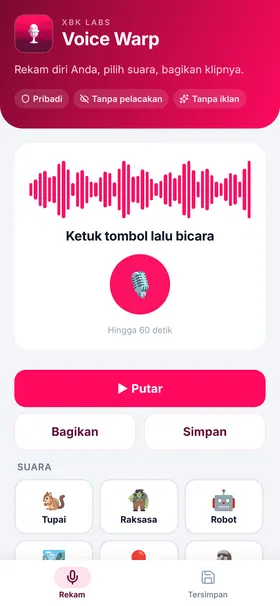 XBK LABS
Voice Warp
Rekam diri Anda, pilih suara, bagikan klipnya.
Pribadi
Tanpa pelacakan
Tanpa iklan
Ketuk tombol lalu bicara
Hingga 60 detik
Putar
Bagikan
Simpan
SUARA
Tupai
Raksasa
Robot
Rekam
Tersimpan